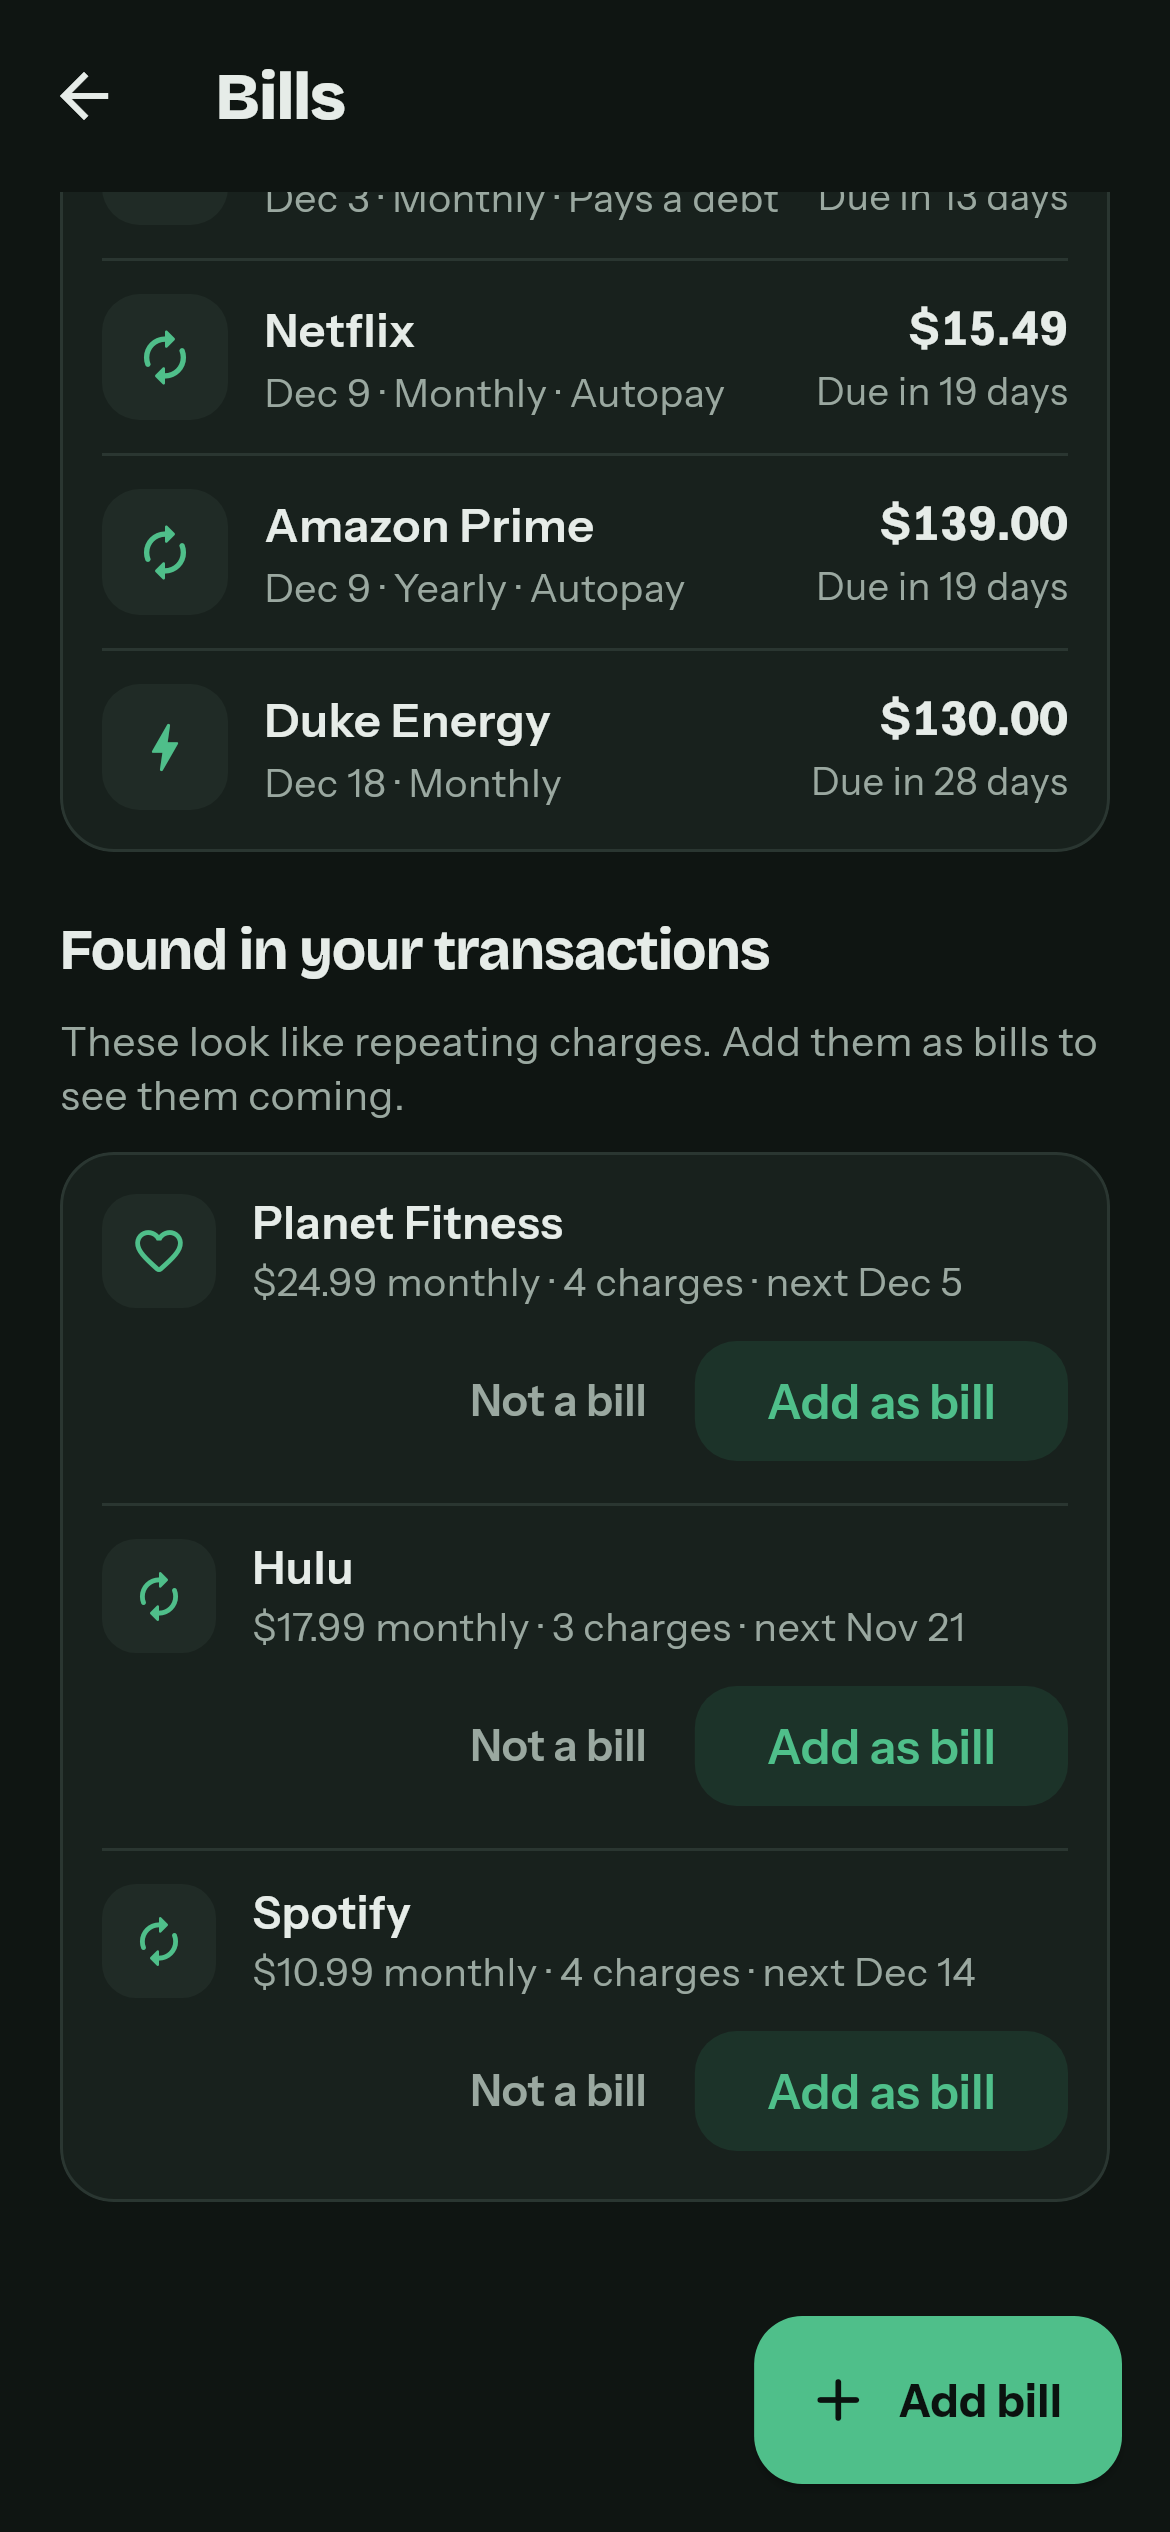 Bills
Dec 3 · Monthly · Pays a debt
Due in 13 days
Netflix
$15.49
Dec 9 · Monthly · Autopay
Due in 19 days
Amazon Prime
$139.00
Dec 9 · Yearly · Autopay
Due in 19 days
Duke Energy
$130.00
Dec 18 · Monthly
Due in 28 days
Found in your transactions
These look like repeating charges. Add them as bills to
see them coming.
Planet Fitness
$24.99 monthly · 4 charges · next Dec 5
Not a bill
Add as bill
Hulu
$17.99 monthly · 3 charges · next Nov 21
Not a bill
Add as bill
Spotify
$10.99 monthly · 4 charges · next Dec 14
Not a bill
Add as bill
Add bill